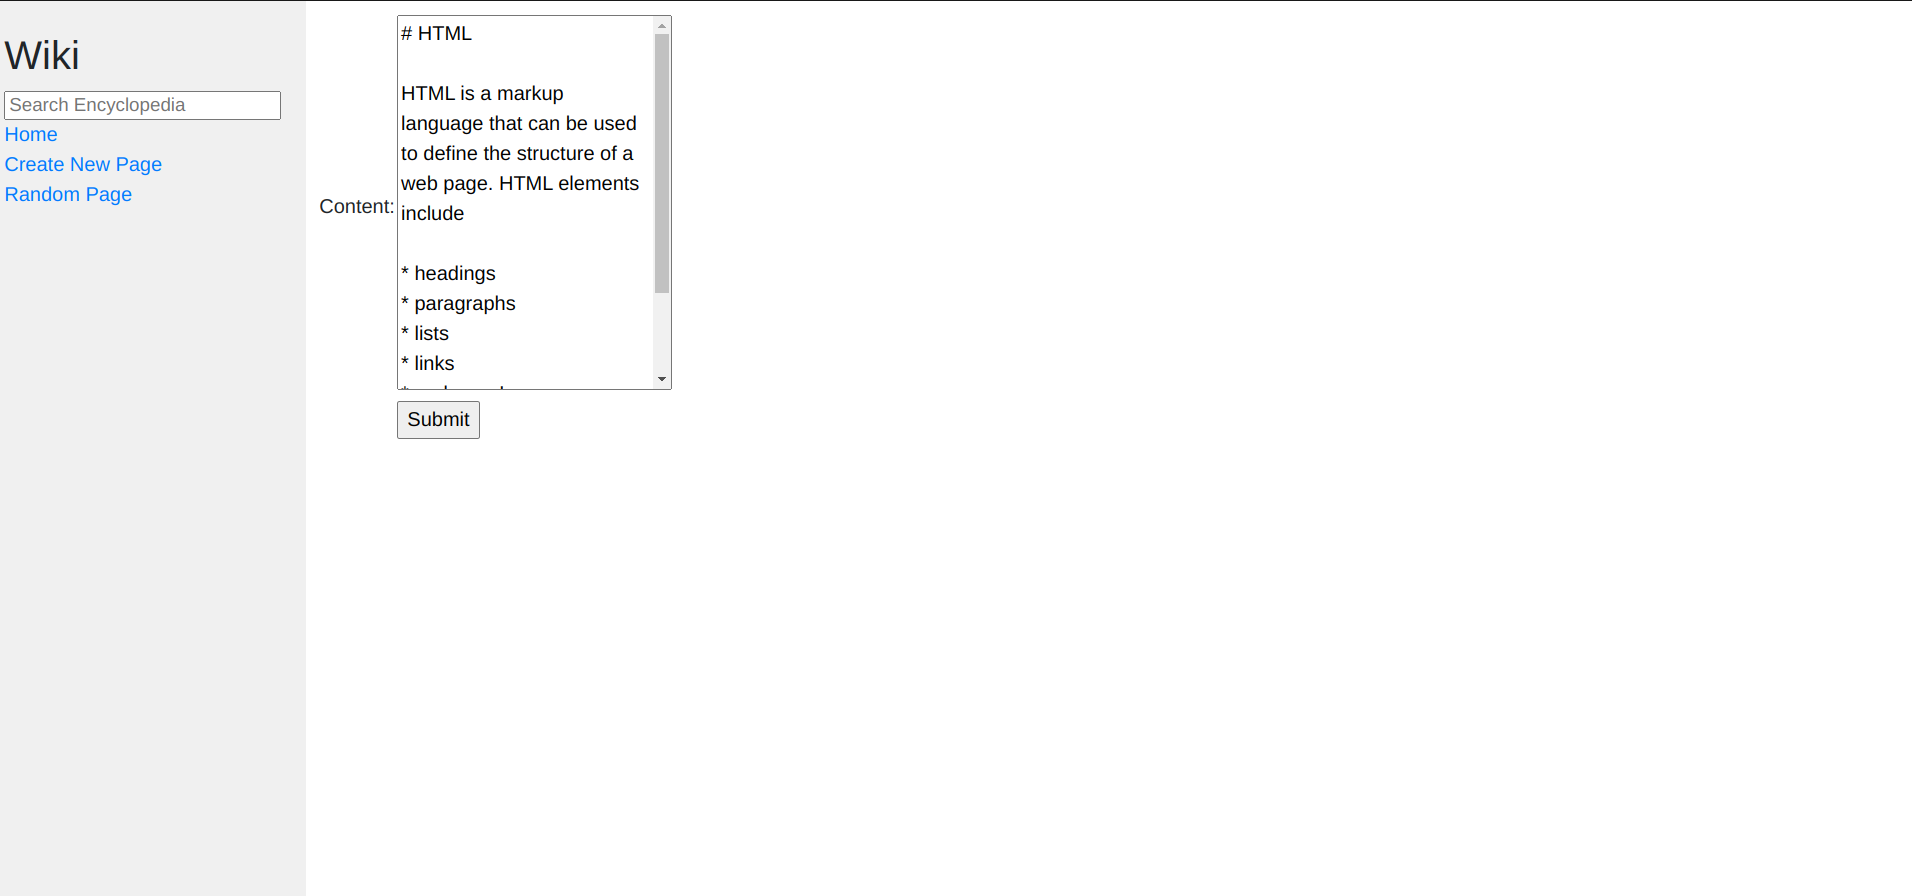 Wiki
Search Encyclopedia
Home
Create New Page
Random Page
Content:
# HTML
HTML is a markup
language that can be used
to define the structure of a
web page. HTML elements
include
* headings
* paragraphs
* lists
* links
Submit